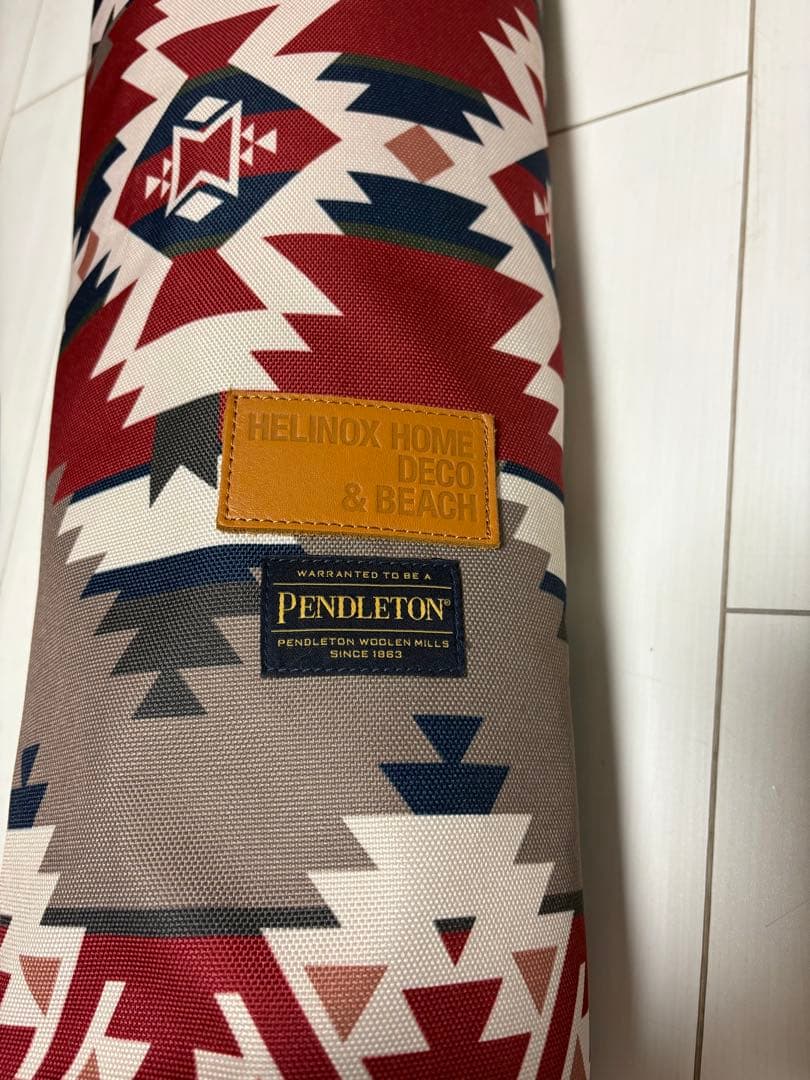 HELINOX HOME
DECO
& BEACH
WARRANTED TO BE A
PENDLETON®
PENDLETON WOOLEN MILLS
SINCE 1863